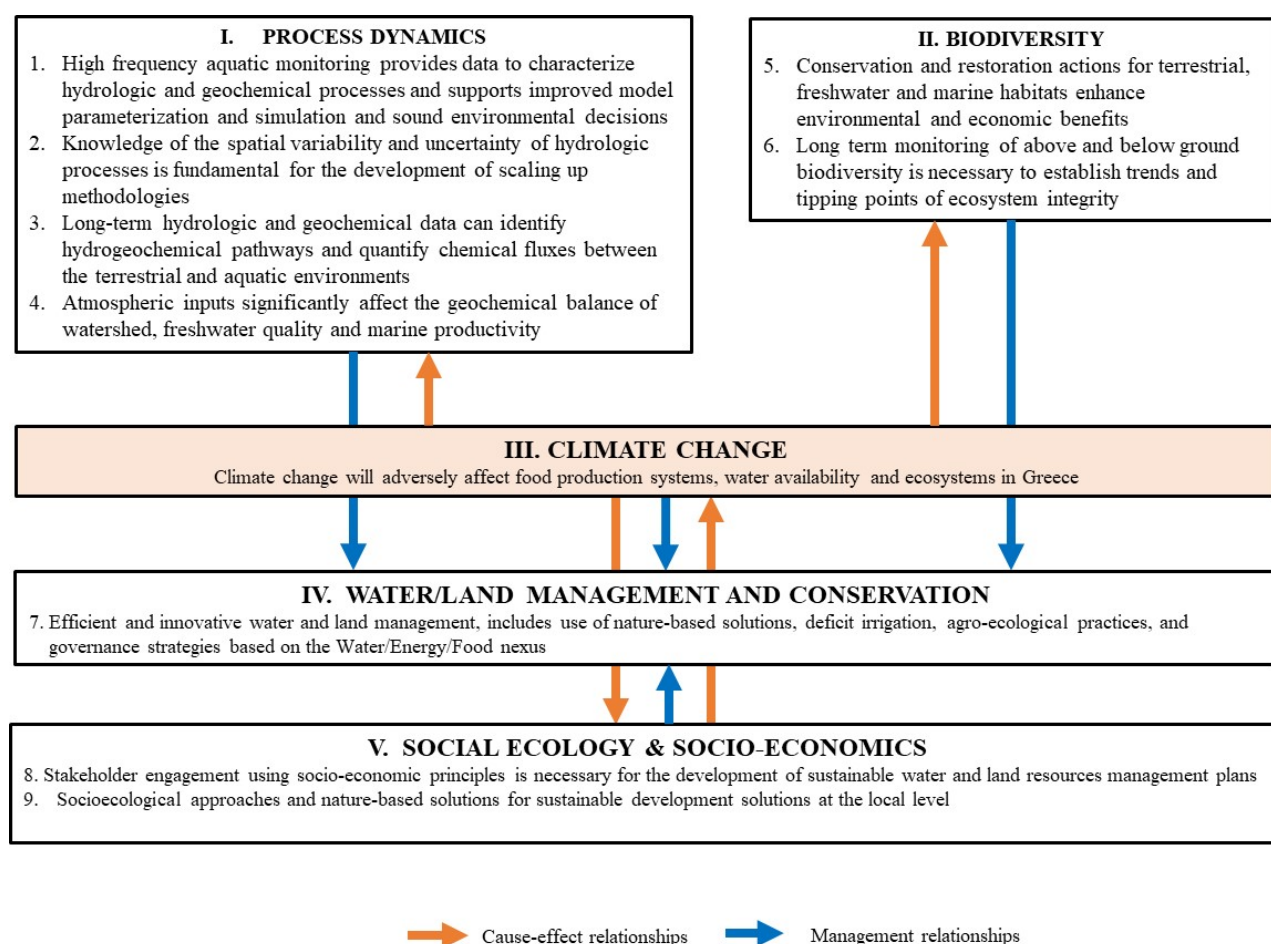 I. PROCESS DYNAMICS
1. High frequency aquatic monitoring provides data to characterize
hydrologic and geochemical processes and supports improved model
parameterization and simulation and sound environmental decisions
2. Knowledge of the spatial variability and uncertainty of hydrologic
processes is fundamental for the development of scaling up
methodologies
3. Long-term hydrologic and geochemical data can identify
hydrogeochemical pathways and quantify chemical fluxes between
the terrestrial and aquatic environments
4. Atmospheric inputs significantly affect the geochemical balance of
watershed, freshwater quality and marine productivity
II. BIODIVERSITY
5. Conservation and restoration actions for terrestrial,
freshwater and marine habitats enhance
environmental and economic benefits
6. Long term monitoring of above and below ground
biodiversity is necessary to establish trends and
tipping points of ecosystem integrity
III. CLIMATE CHANGE
Climate change will adversely affect food production systems, water availability and ecosystems in Greece
IV. WATER/LAND MANAGEMENT AND CONSERVATION
7. Efficient and innovative water and land management, includes use of nature-based solutions, deficit irrigation, agro-ecological practices, and
governance strategies based on the Water/Energy/Food nexus
V. SOCIAL ECOLOGY & SOCIO-ECONOMICS
8. Stakeholder engagement using socio-economic principles is necessary for the development of sustainable water and land resources management plans
9. Socioecological approaches and nature-based solutions for sustainable development solutions at the local level
Cause-effect relationships
Management relationships